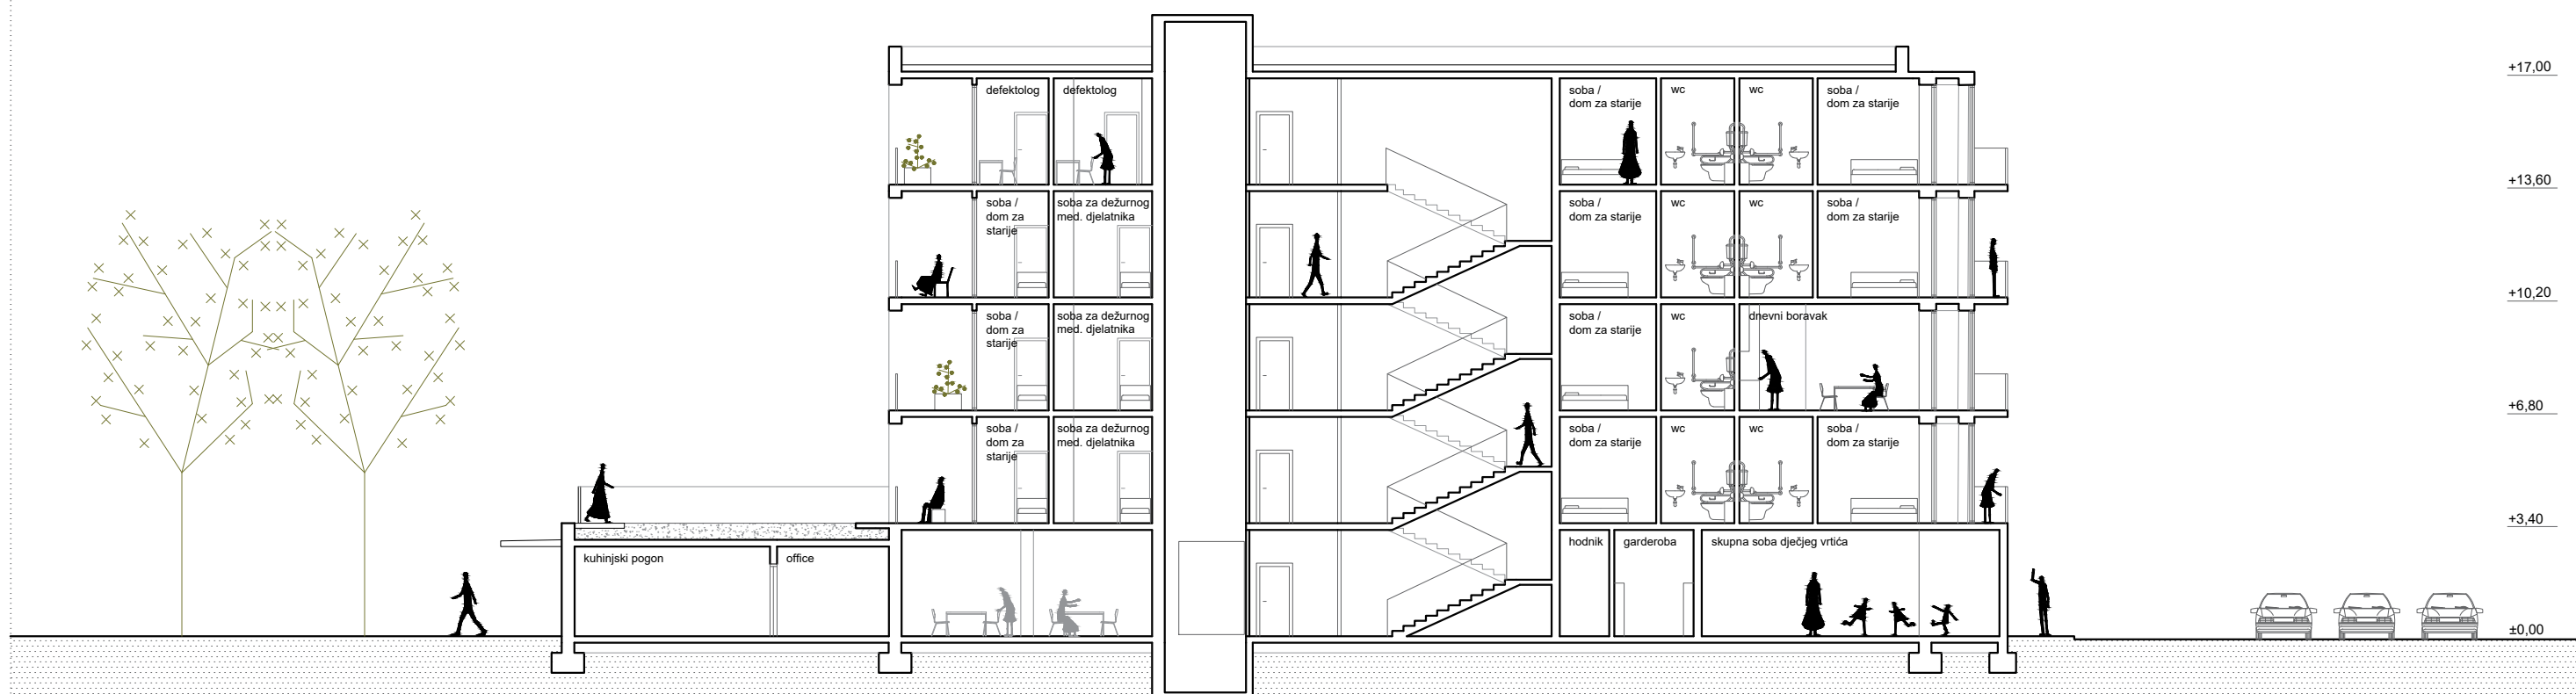 +17,00
defektolog
defektolog
soba /
dom za starije
wc
wc
soba /
dom za starije
+13,60
soba /
dom za
starije
soba za dežurnog
med. djelatnika
soba /
dom za starije
wc
wc
soba /
dom za starije
+10,20
soba /
dom za
starije
soba za dežurnog
med. djelatnika
soba /
dom za starije
wc
dnevni boravak
+6,80
soba /
dom za
starije
soba za dežurnog
med. djelatnika
soba /
dom za starije
wc
wc
soba /
dom za starije
+3,40
kuhinjski pogon
office
hodnik
garderoba
skupna soba dječjeg vrtića
±0,00